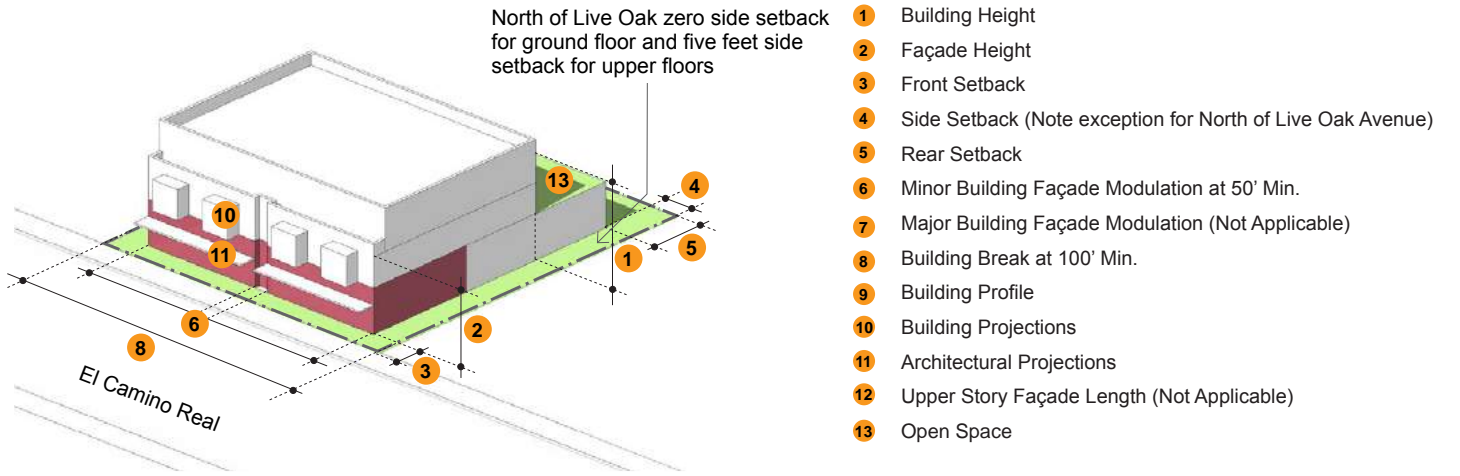 North of Live Oak zero side setback
for ground floor and five feet side
setback for upper floors
13
4
10
11
1
5
6
2
8
3
El Camino Real
1 Building Height
2 Façade Height
3 Front Setback
4 Side Setback (Note exception for North of Live Oak Avenue)
5 Rear Setback
6 Minor Building Façade Modulation at 50’ Min.
7 Major Building Façade Modulation (Not Applicable)
8 Building Break at 100’ Min.
9 Building Profile
10 Building Projections
11 Architectural Projections
12 Upper Story Façade Length (Not Applicable)
13 Open Space